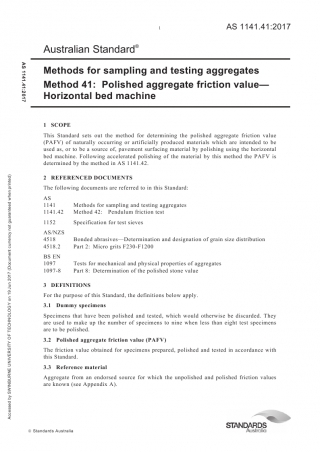 1
AS 1141.41:2017
Australian Standard®
Methods for sampling and testing aggregates
Method 41: Polished aggregate friction value—
Horizontal bed machine
1 SCOPE
This Standard sets out the method for determining the polished aggregate friction value
(PAFV) of naturally occurring or artificially produced materials which are intended to be
used as, or to be a source of, pavement surfacing material by polishing using the horizontal
bed machine. Following accelerated polishing of the material by this method the PAFV is
determined by the method in AS 1141.42.
2 REFERENCED DOCUMENTS
The following documents are referred to in this Standard:
AS
1141 Methods for sampling and testing aggregates
1141.42 Method 42: Pendulum friction test
1152 Specification for test sieves
AS/NZS
4518 Bonded abrasives—Determination and designation of grain size distribution
4518.2 Part 2: Micro grits F230-F1200
BS EN
1097 Tests for mechanical and physical properties of aggregates
1097-8 Part 8: Determination of the polished stone value
3 DEFINITIONS
For the purpose of this Standard, the definitions below apply.
3.1 Dummy specimens
Specimens that have been polished and tested, which would otherwise be discarded. They
are used to make up the number of specimens to nine when less than eight test specimens
are to be polished.
3.2 Polished aggregate friction value (PAFV)
The friction value obtained for specimens prepared, polished and tested in accordance with
this Standard.
3.3 Reference material
Aggregate from an endorsed source for which the unpolished and polished friction values
are known (see Appendix A).
AS 1141.41:2017
Accessed by SWINBURNE UNIVERSITY OF TECHNOLOGY on 19 Jun 2017 (Document currency not guaranteed when printed)
© Standards Australia
STANDARDS
Australia